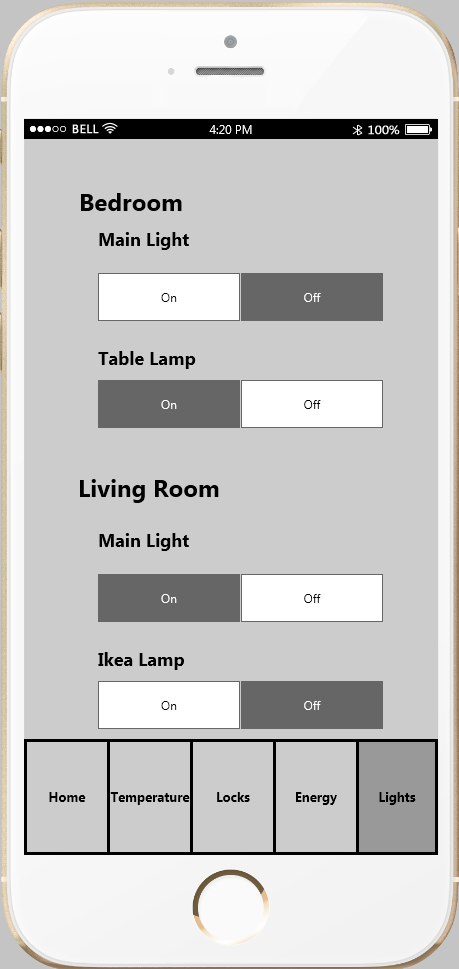 BELL 4:20 PM 100%
Bedroom
Main Light
On Off
Table Lamp
On Off
Living Room
Main Light
On Off
Ikea Lamp
On Off
Home Temperature Locks Energy Lights